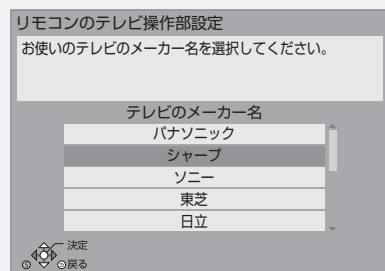 リモコンのテレビ操作部設定
お使いのテレビのメーカー名を選択してください。
テレビのメーカー名
パナソニック
シャープ
ソニー
東芝
日立
決定
S 戻る